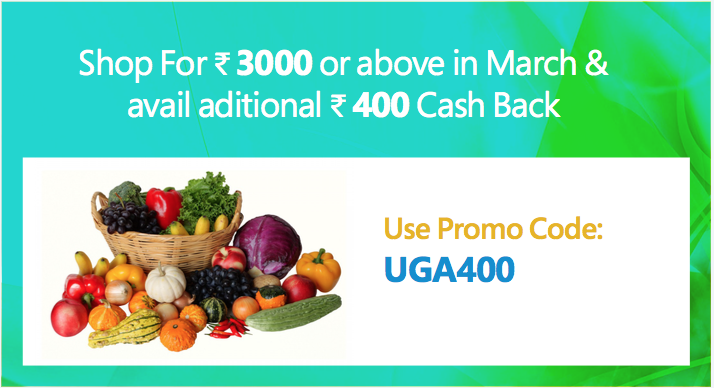 Shop For ₹ 3000 or above in March &
avail aditional ₹ 400 Cash Back
Use Promo Code:
UGA400